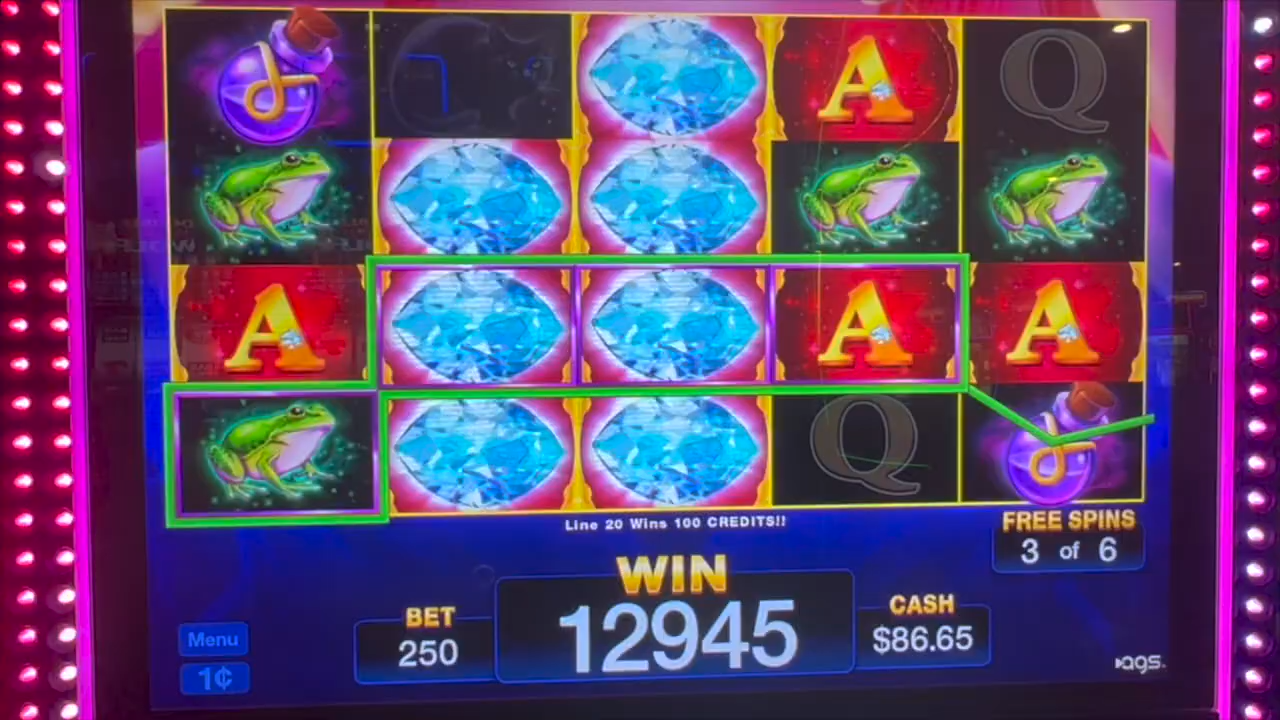 A Q
A A A
Q
Line 20 Wins 100 CREDITS!!
FREE SPINS
3 of 6
WIN
12945
BET
250
CASH
$86.65
Menu
1¢
ags.